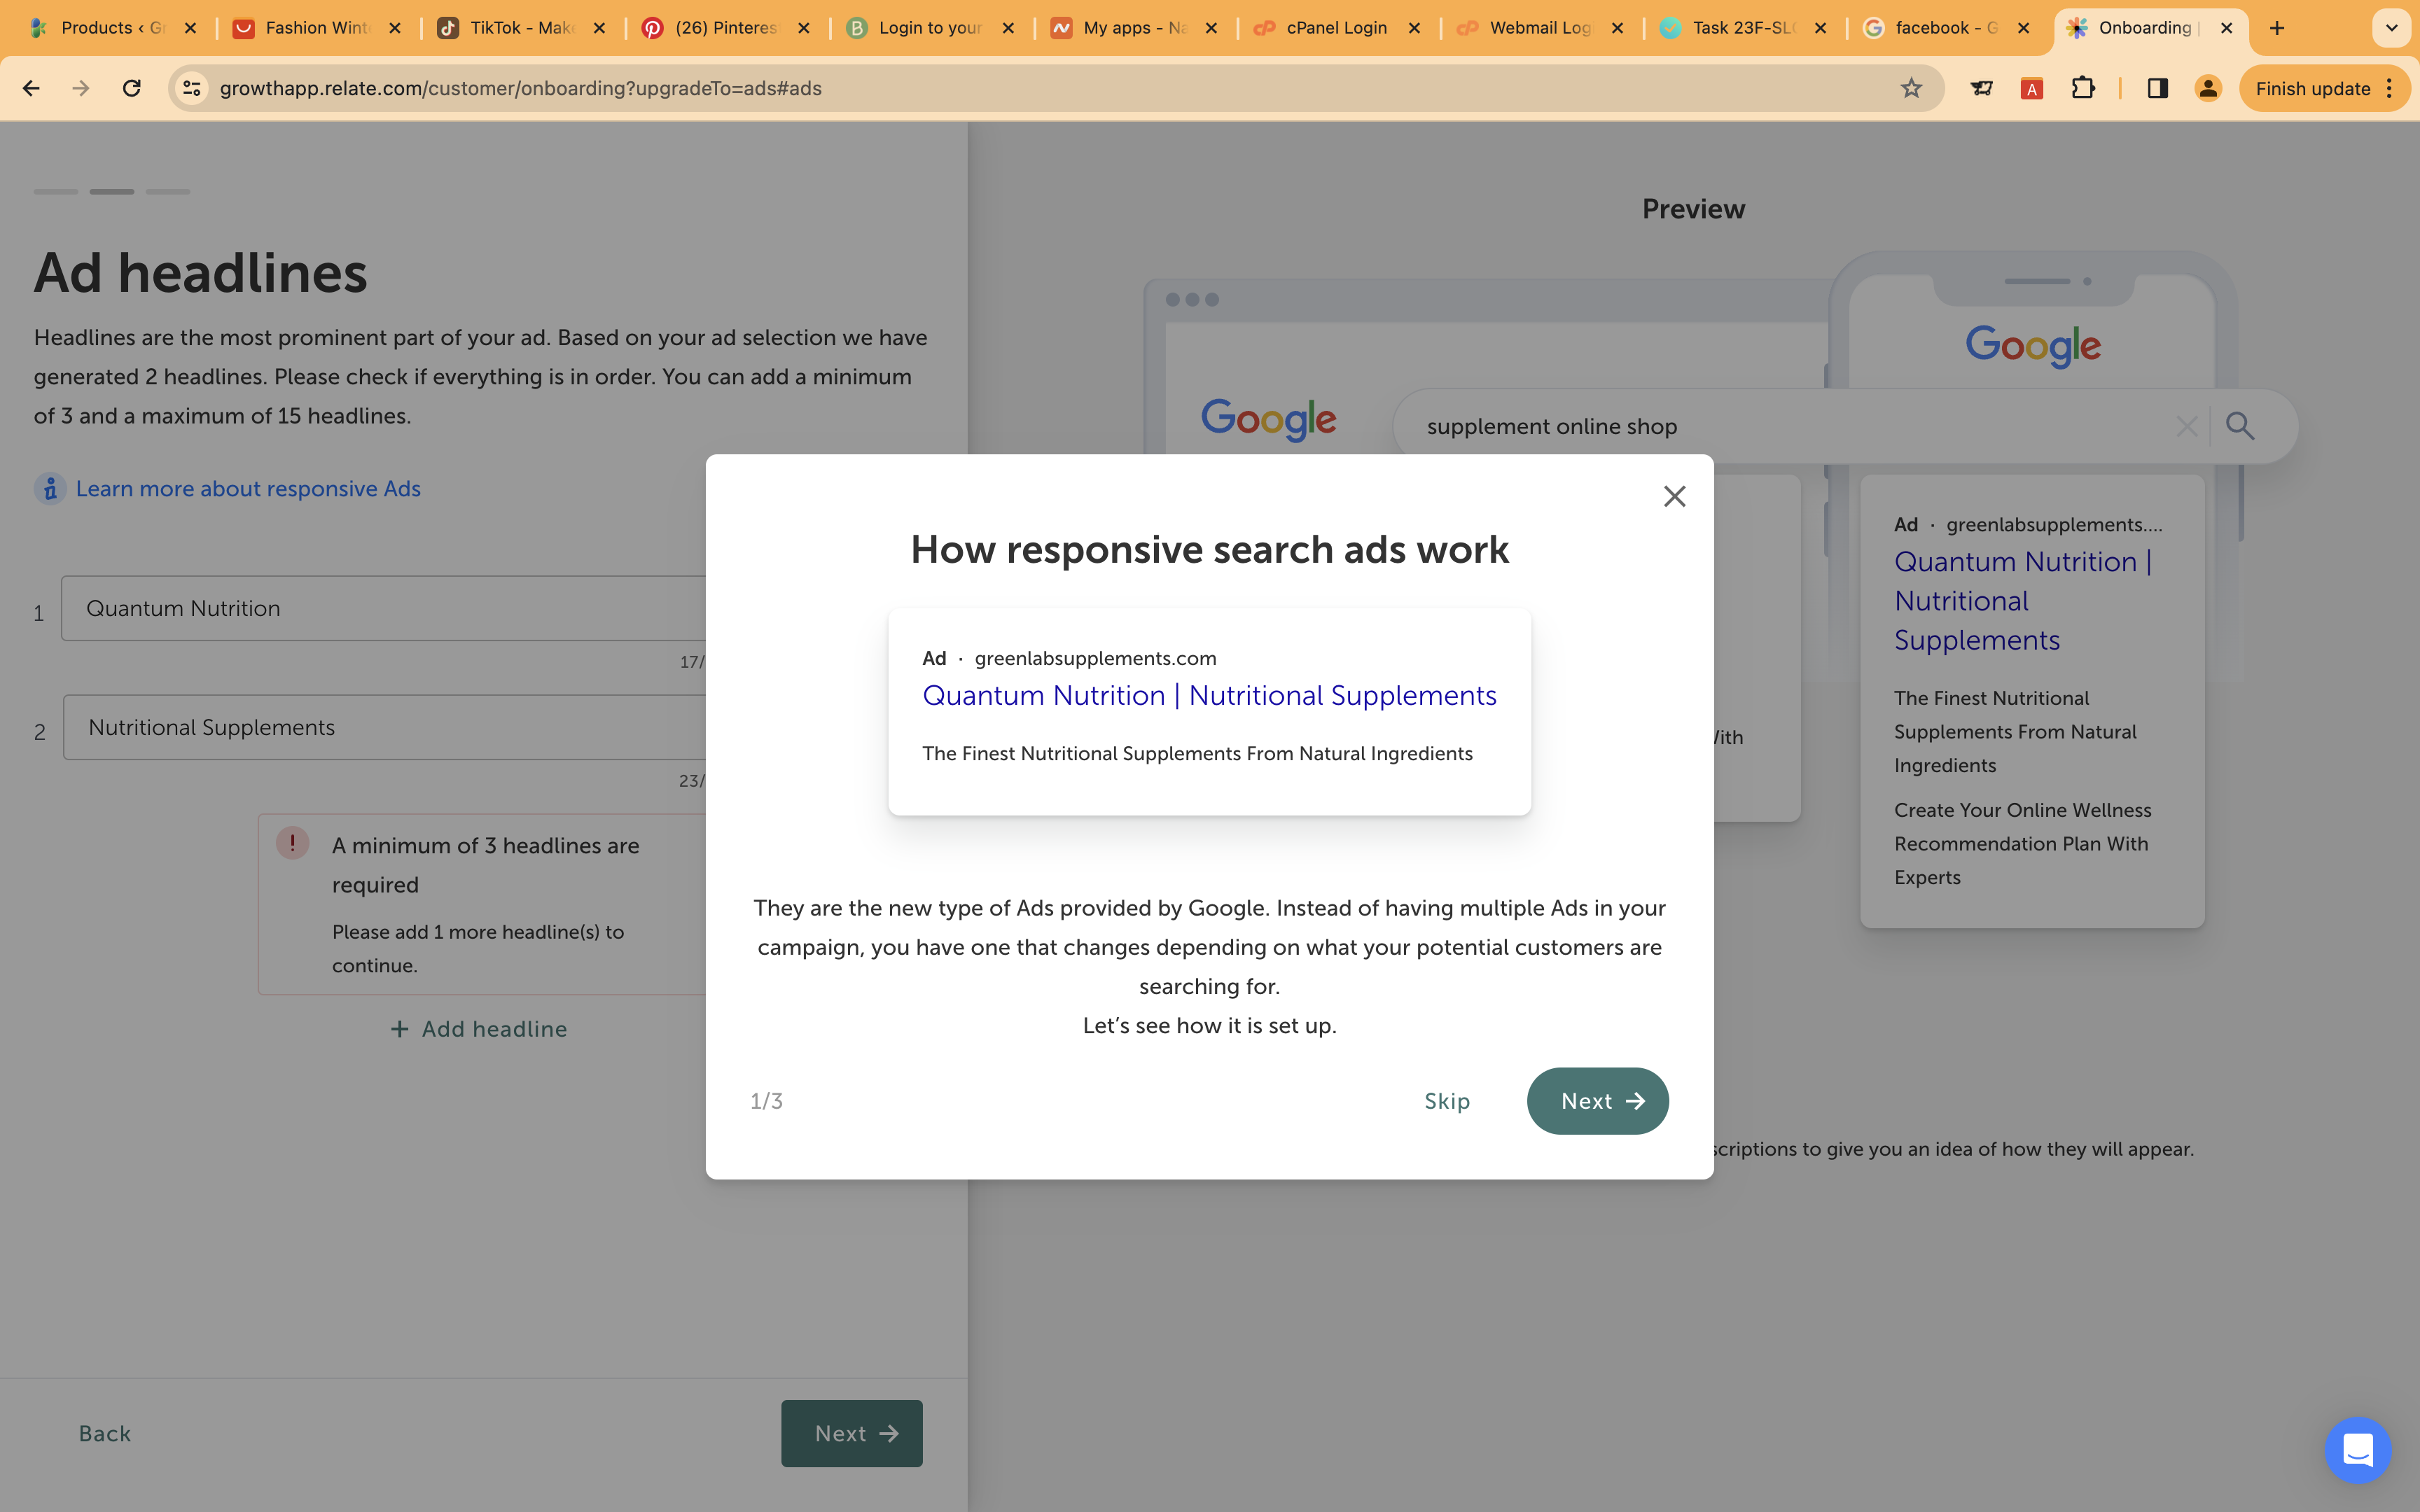 Products ‹ Gr
Fashion Wint
TikTok - Make
(26) Pinteres
Login to your
My apps - Na
cPanel Login
Webmail Log
Task 23F-SL
facebook - G
Onboarding |
growthapp.relate.com/customer/onboarding?upgradeTo=ads#ads
A
Finish update
Ad headlines
Headlines are the most prominent part of your ad. Based on your ad selection we have
generated 2 headlines. Please check if everything is in order. You can add a minimum
of 3 and a maximum of 15 headlines.
Learn more about responsive Ads
1
Quantum Nutrition
17/
2
Nutritional Supplements
23/
A minimum of 3 headlines are
required
Please add 1 more headline(s) to
continue.
+ Add headline
Back
Next →
How responsive search ads work
Ad · greenlabsupplements.com
Quantum Nutrition | Nutritional Supplements
The Finest Nutritional Supplements From Natural Ingredients
They are the new type of Ads provided by Google. Instead of having multiple Ads in your
campaign, you have one that changes depending on what your potential customers are
searching for.
Let’s see how it is set up.
1/3
Skip
Next →
Preview
Google
Google
supplement online shop
With
Ad · greenlabsupplements....
Quantum Nutrition |
Nutritional
Supplements
The Finest Nutritional
Supplements From Natural
Ingredients
Create Your Online Wellness
Recommendation Plan With
Experts
scriptions to give you an idea of how they will appear.